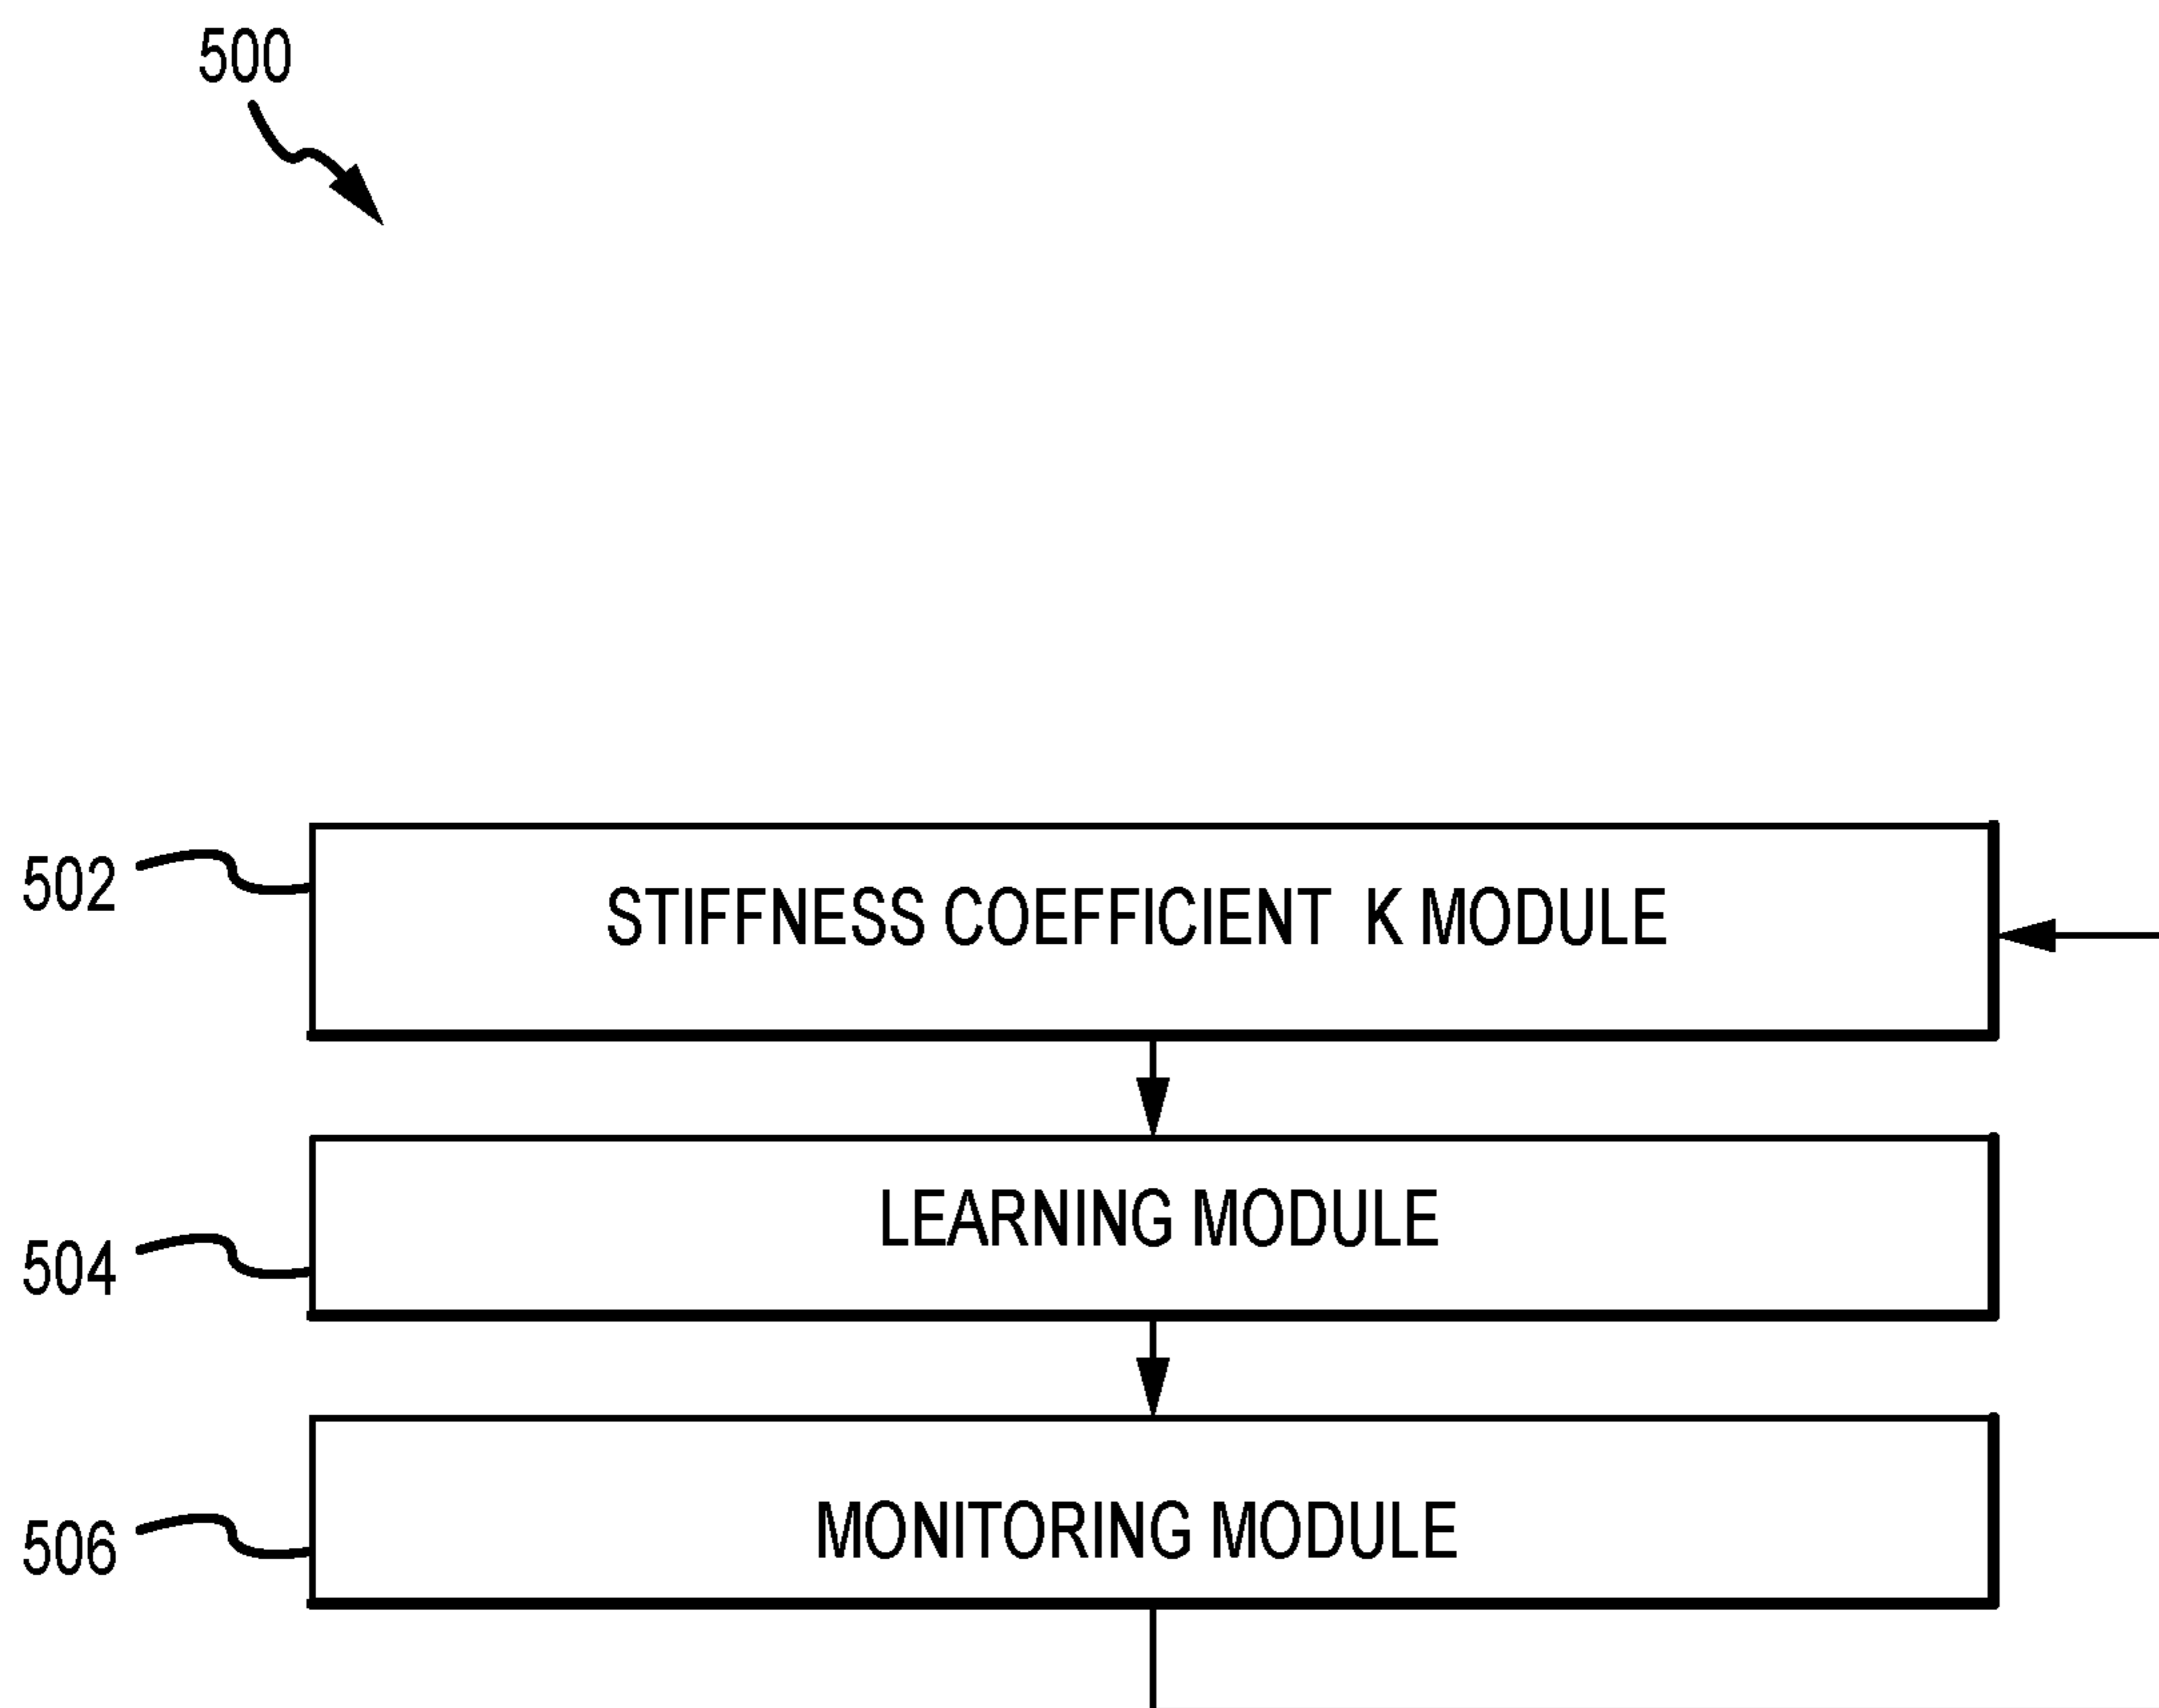 500
502
STIFFNESS COEFFICIENT K MODULE
504
LEARNING MODULE
506
MONITORING MODULE